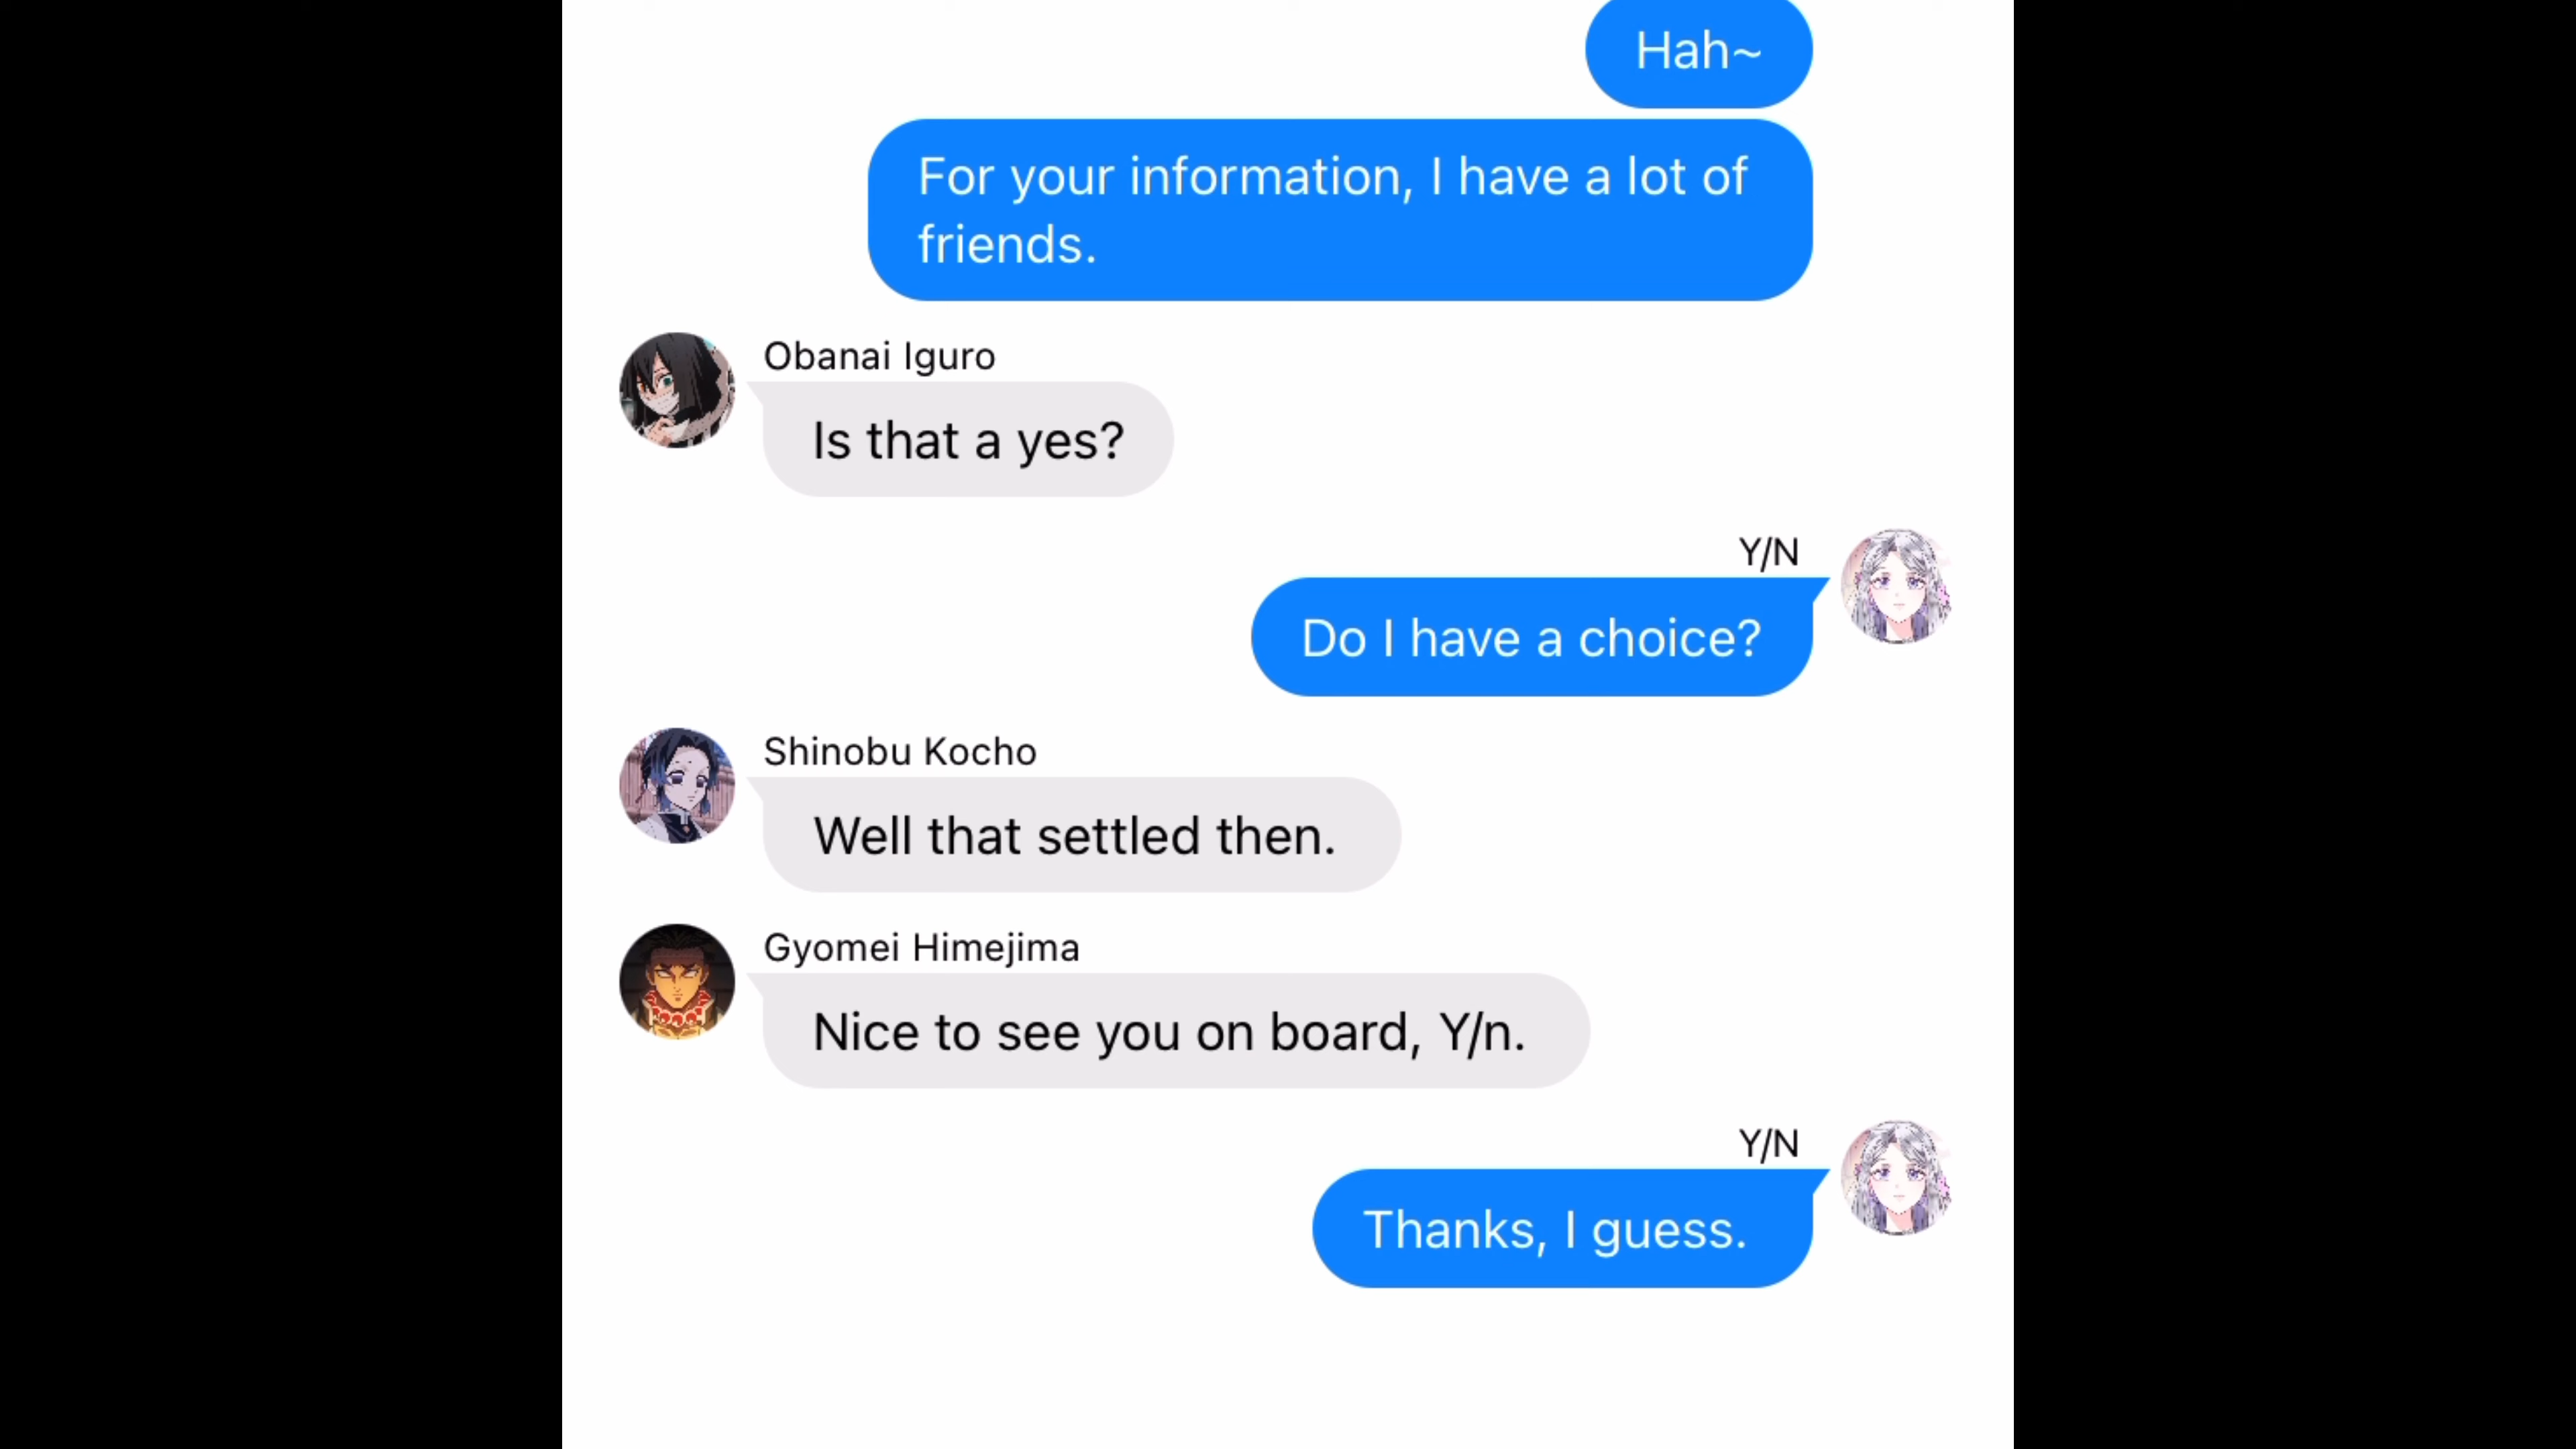 Hah~
For your information, I have a lot of
friends.
Obanai Iguro
Is that a yes?
Y/N
Do I have a choice?
Shinobu Kocho
Well that settled then.
Gyomei Himejima
Nice to see you on board, Y/n.
Y/N
Thanks, I guess.